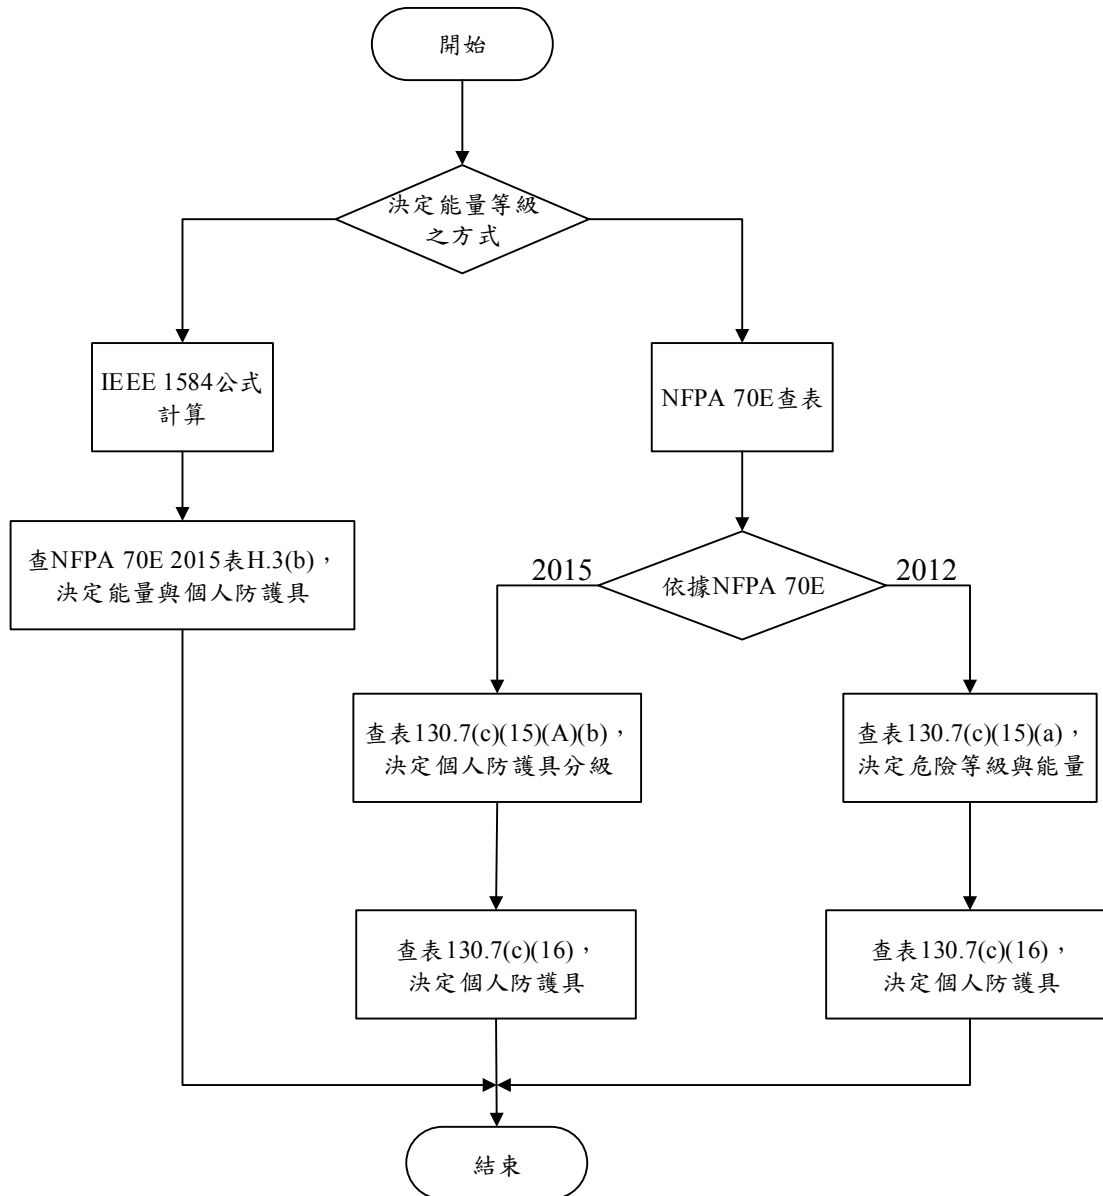 開始
決定能量等級
之方式
IEEE 1584公式
計算
NFPA 70E查表
查NFPA 70E 2015表H.3(b)，
決定能量與個人防護具
2015
依據NFPA 70E
2012
查表130.7(c)(15)(A)(b)，
決定個人防護具分級
查表130.7(c)(15)(a)，
決定危險等級與能量
查表130.7(c)(16)，
決定個人防護具
查表130.7(c)(16)，
決定個人防護具
結束